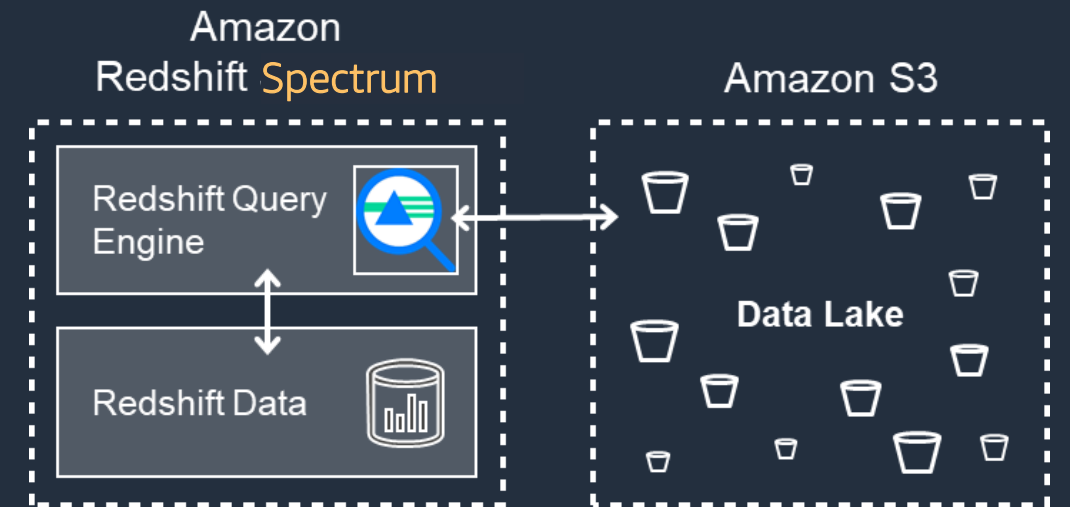 Amazon
Redshift Spectrum
Amazon S3
Redshift Query
Engine
Data Lake
Redshift Data